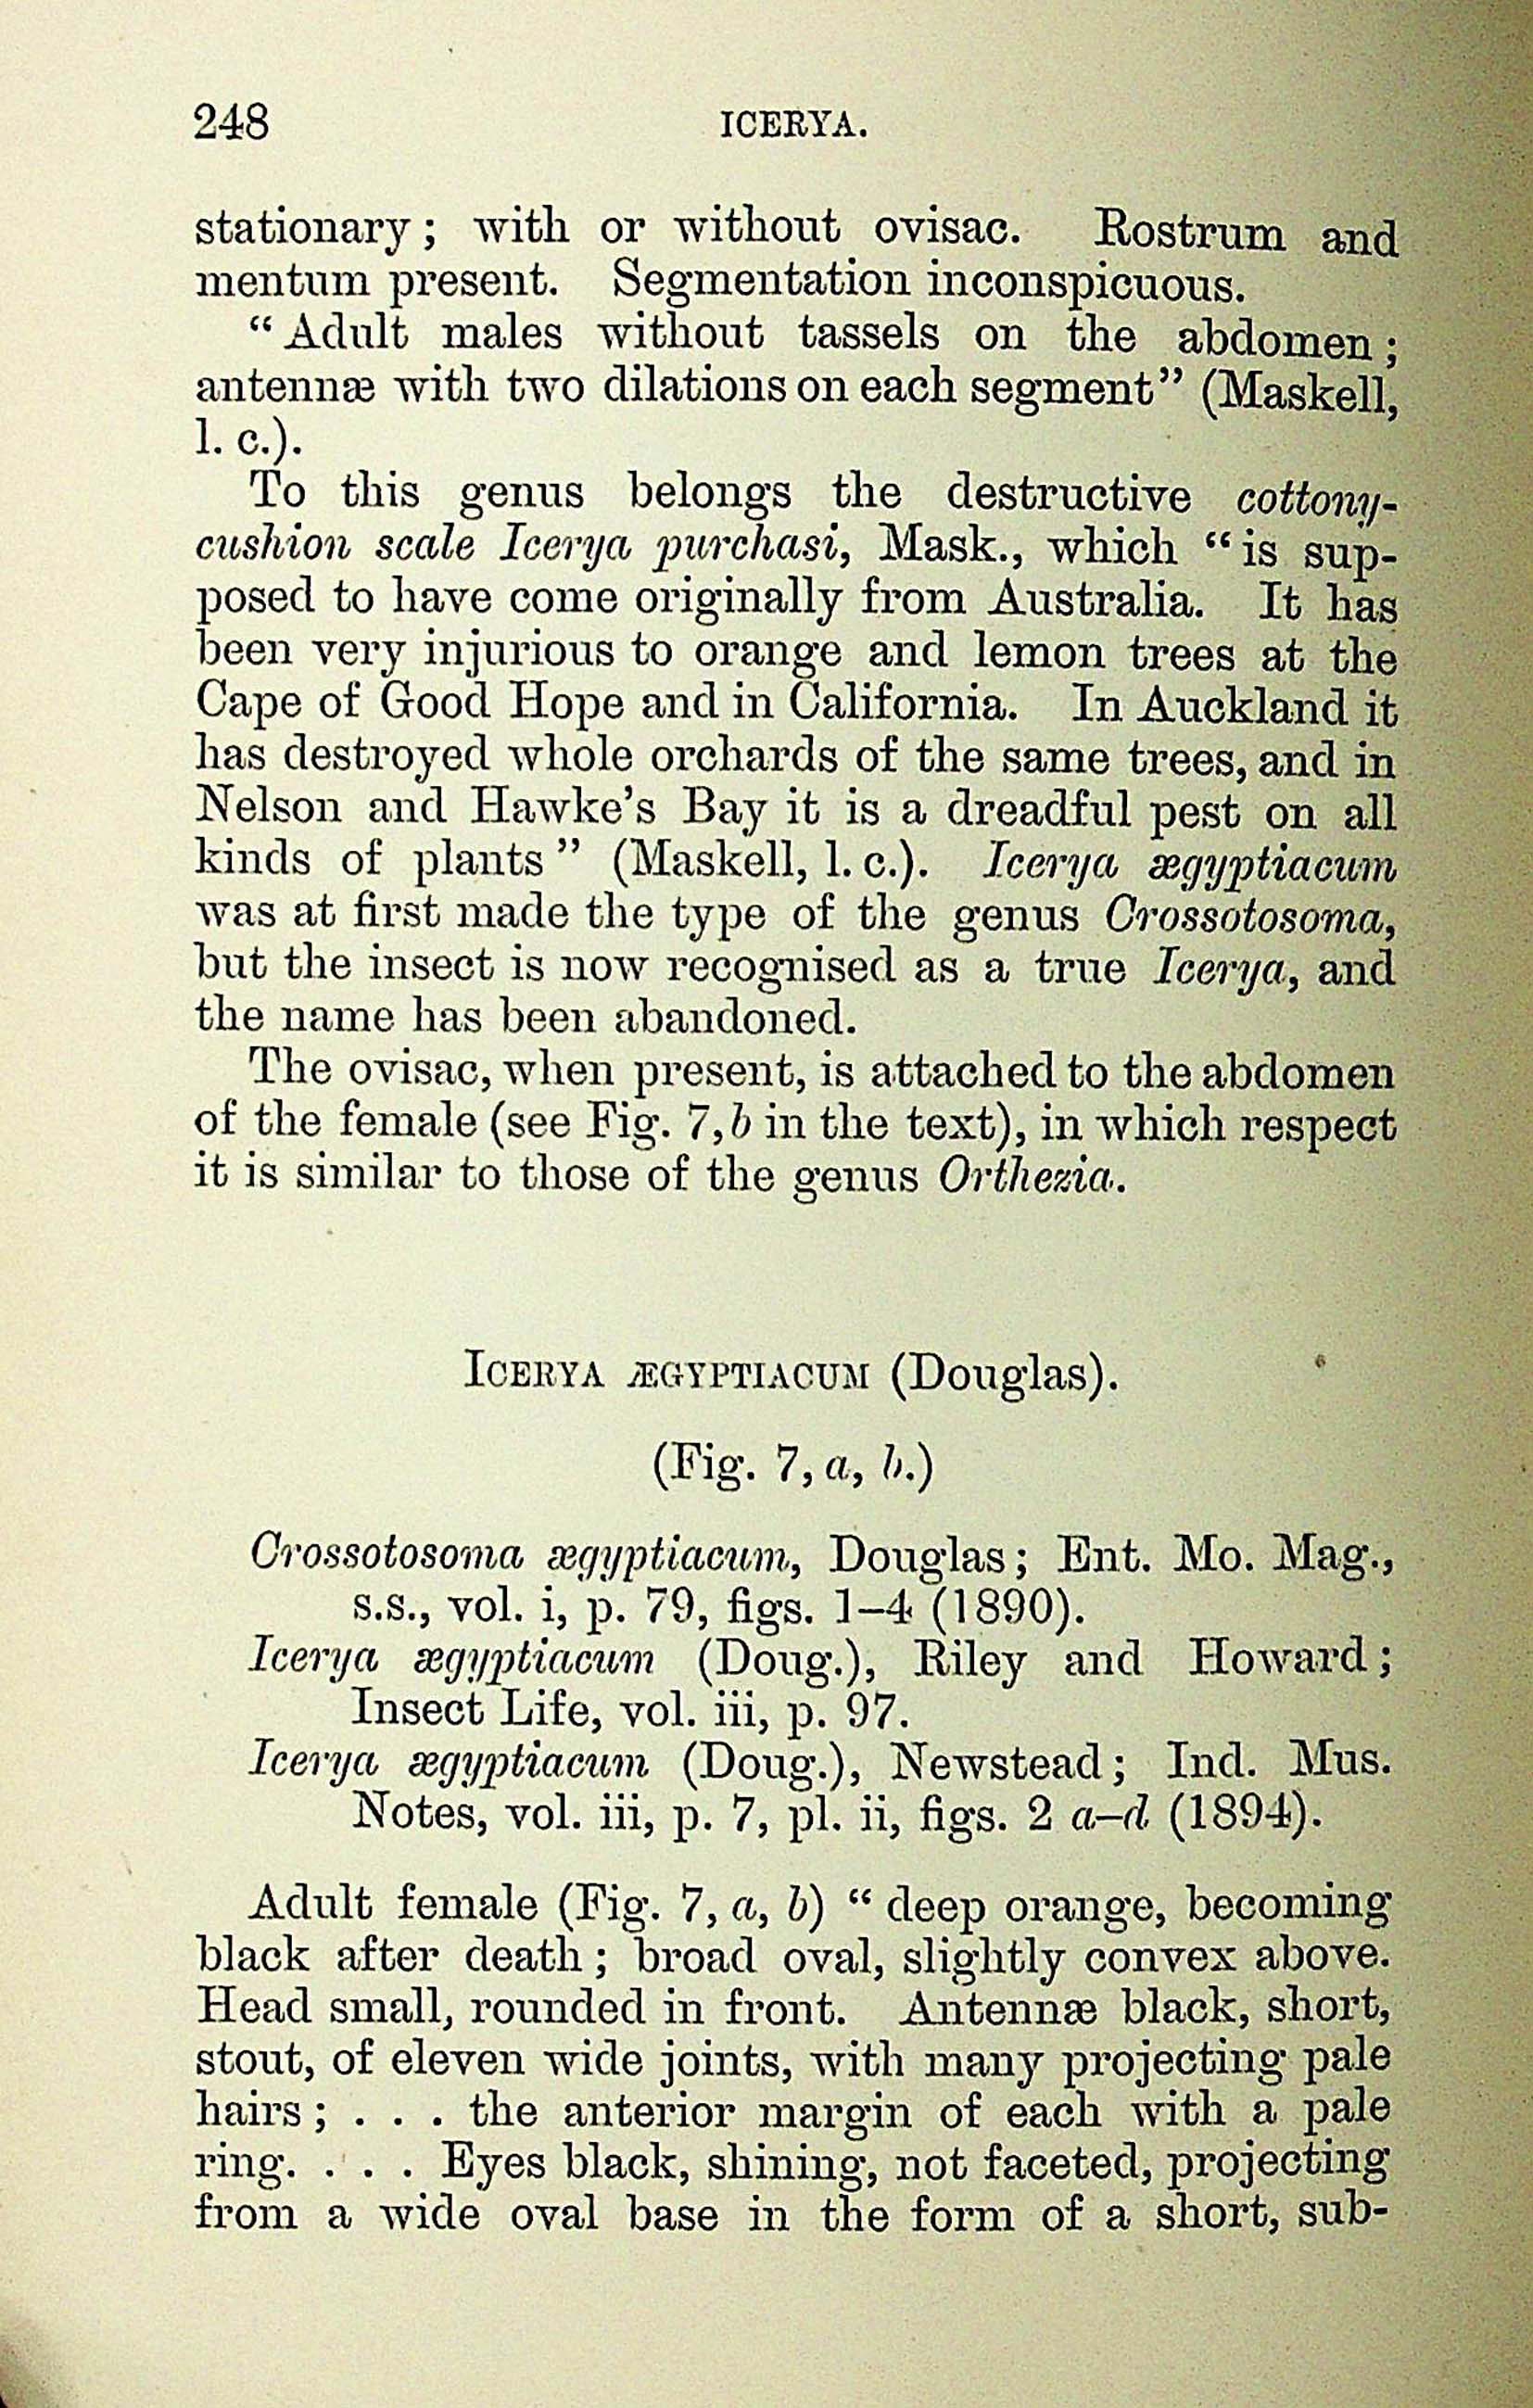 248 ICERYA.
stationary; with or without ovisac. Rostrum and
mentum present. Segmentation inconspicuous.
“Adult males without tassels on the abdomen;
antennæ with two dilations on each segment” (Maskell,
l. c.).
To this genus belongs the destructive cottony-
cushion scale Icerya purchasi, Mask., which “is sup-
posed to have come originally from Australia. It has
been very injurious to orange and lemon trees at the
Cape of Good Hope and in California. In Auckland it
has destroyed whole orchards of the same trees, and in
Nelson and Hawke’s Bay it is a dreadful pest on all
kinds of plants” (Maskell, l. c.). Icerya ægyptiacum
was at first made the type of the genus Crossotosoma,
but the insect is now recognised as a true Icerya, and
the name has been abandoned.
The ovisac, when present, is attached to the abdomen
of the female (see Fig. 7, b in the text), in which respect
it is similar to those of the genus Orthezia.
ICERYA ÆGYPTIACUM (Douglas).
(Fig. 7, a, b.)
Crossotosoma ægyptiacum, Douglas; Ent. Mo. Mag.,
s.s., vol. i, p. 79, figs. 1–4 (1890).
Icerya ægyptiacum (Doug.), Riley and Howard;
Insect Life, vol. iii, p. 97.
Icerya ægyptiacum (Doug.), Newstead; Ind. Mus.
Notes, vol. iii, p. 7, pl. ii, figs. 2 a–d (1894).
Adult female (Fig. 7, a, b) “deep orange, becoming
black after death; broad oval, slightly convex above.
Head small, rounded in front. Antennæ black, short,
stout, of eleven wide joints, with many projecting pale
hairs; . . . the anterior margin of each with a pale
ring. . . . Eyes black, shining, not faceted, projecting
from a wide oval base in the form of a short, sub-